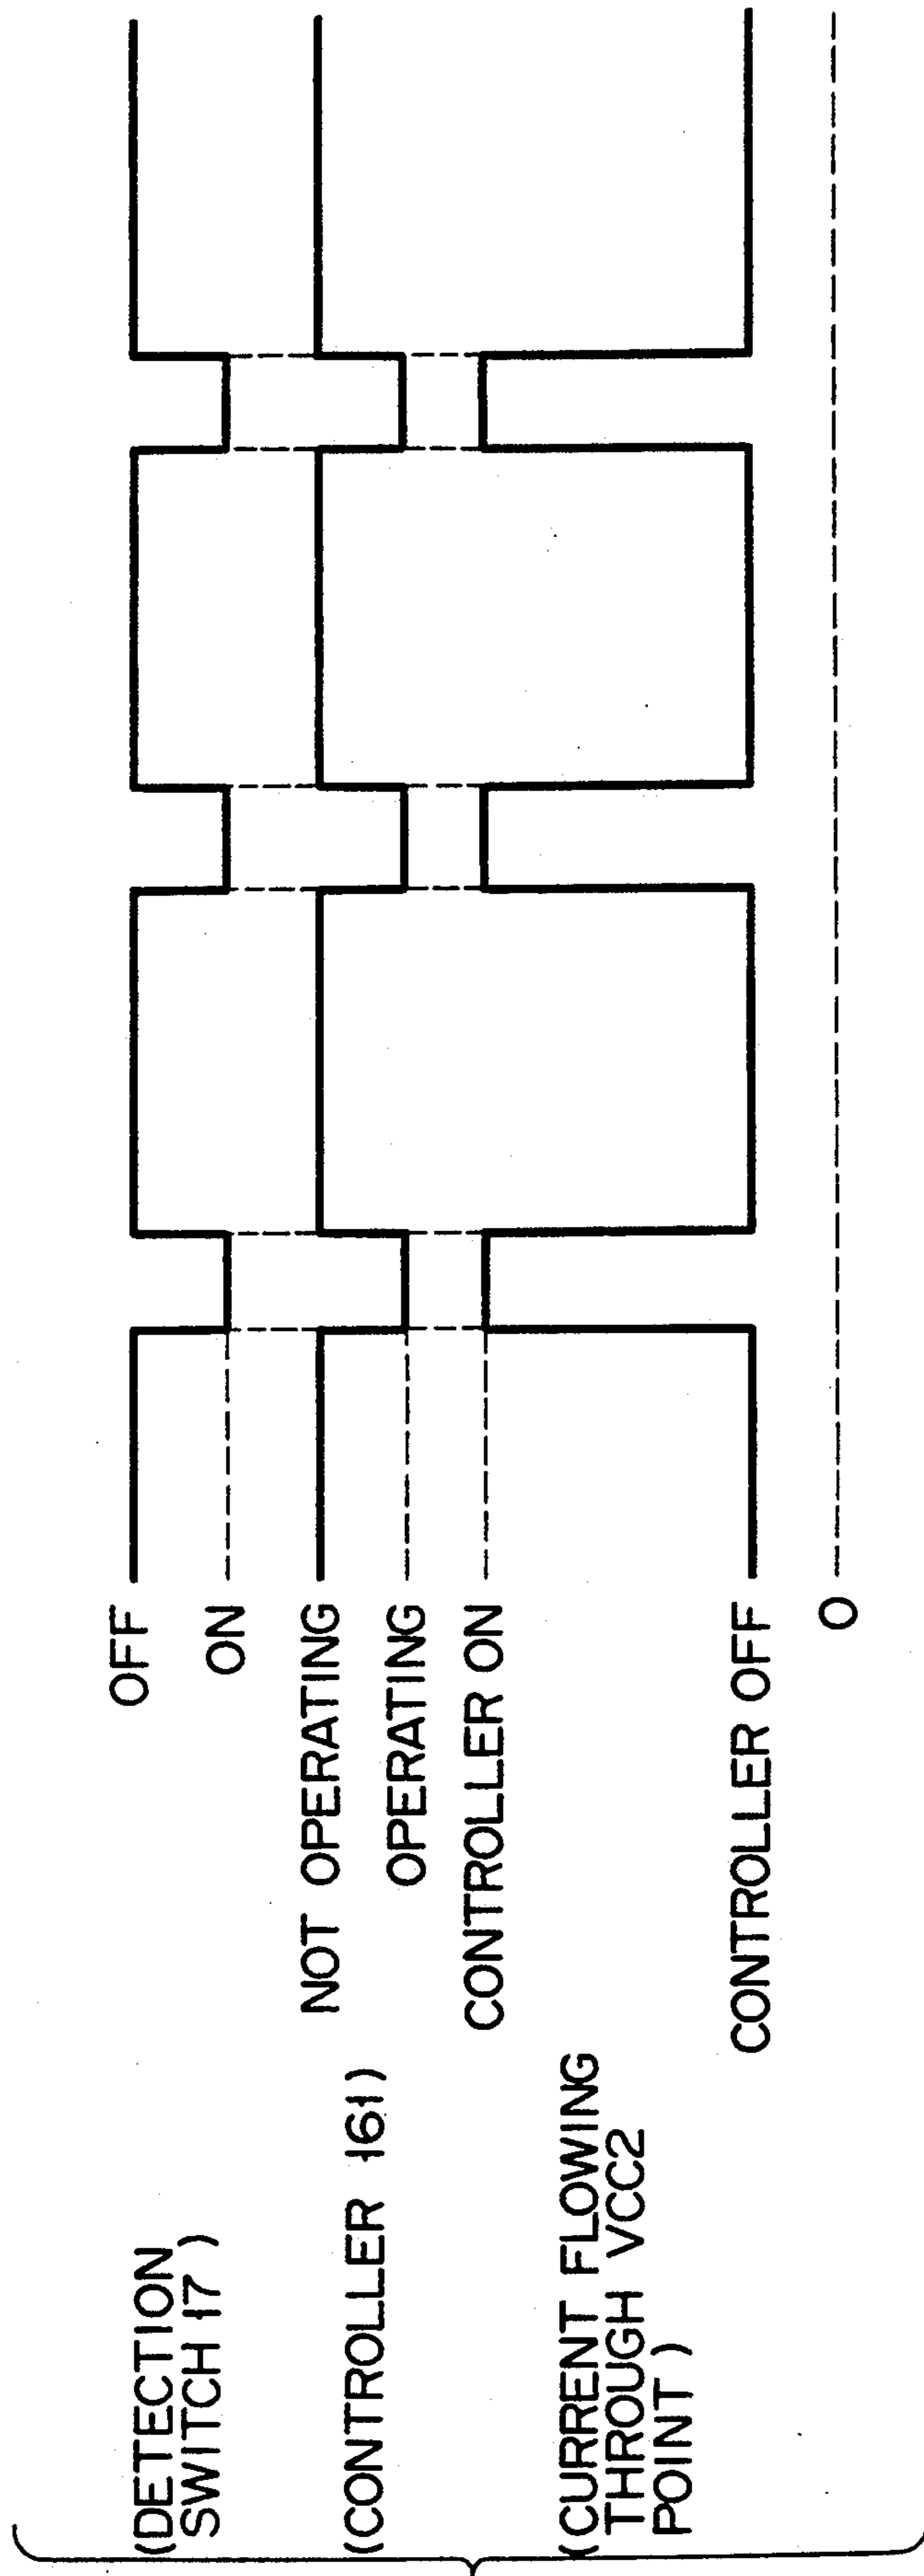 (DETECTION
SWITCH 17)
OFF
ON
(CONTROLLER 161)
NOT OPERATING
OPERATING
(CURRENT FLOWING
THROUGH VCC2
POINT)
CONTROLLER ON
CONTROLLER OFF
0